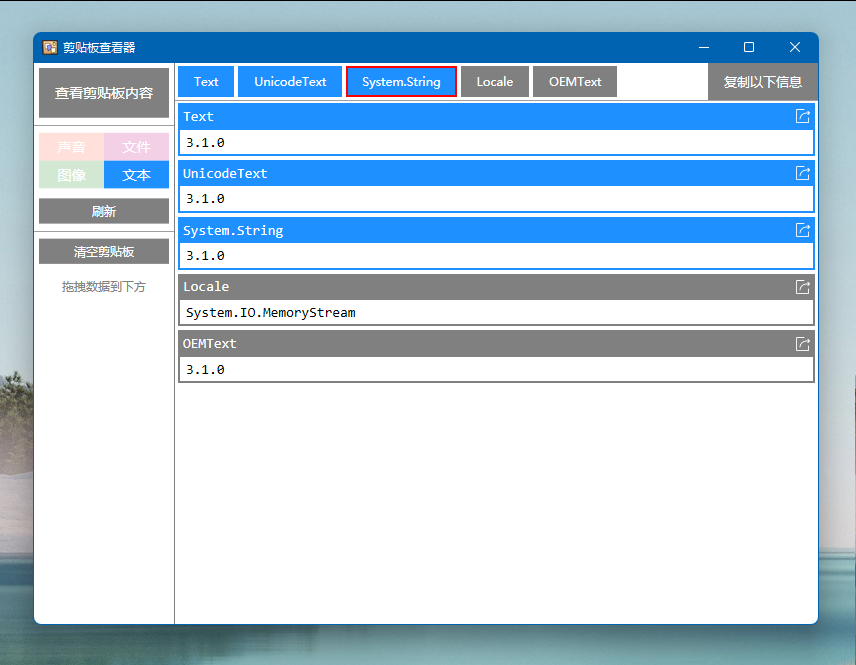 剪贴板查看器
查看剪贴板内容
声音 文件
图像 文本
刷新
清空剪贴板
拖拽数据到下方
Text UnicodeText System.String Locale OEMText 复制以下信息
Text
3.1.0
UnicodeText
3.1.0
System.String
3.1.0
Locale
System.IO.MemoryStream
OEMText
3.1.0